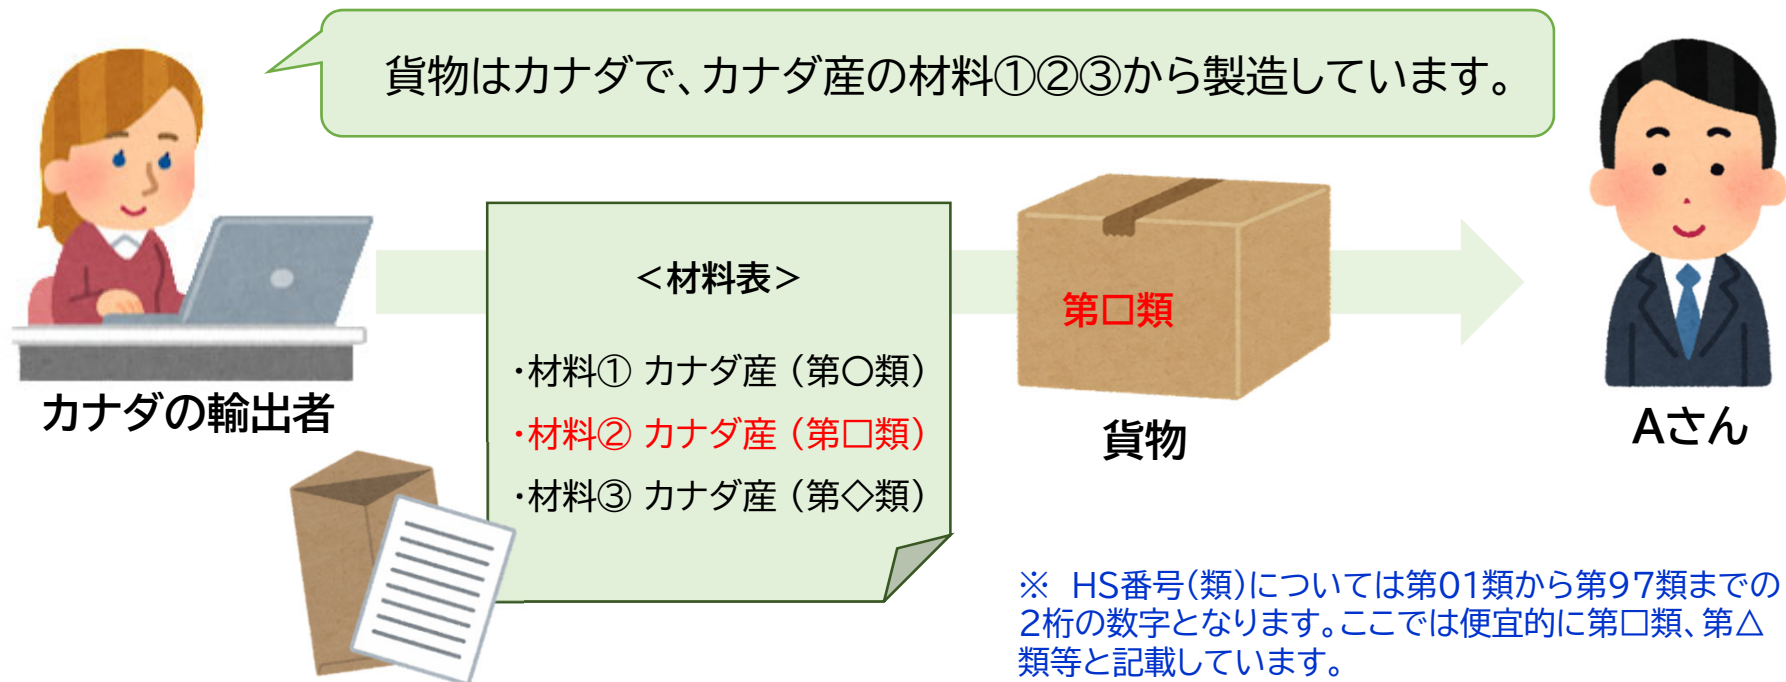 貨物はカナダで、カナダ産の材料①②③から製造しています。
＜材料表＞
・材料① カナダ産（第〇類）
・材料② カナダ産（第□類）
・材料③ カナダ産（第◇類）
第□類
カナダの輸出者
貨物
Aさん
※　HS番号（類）については第01類から第97類までの
2桁の数字となります。ここでは便宜的に第□類、第△
類等と記載しています。